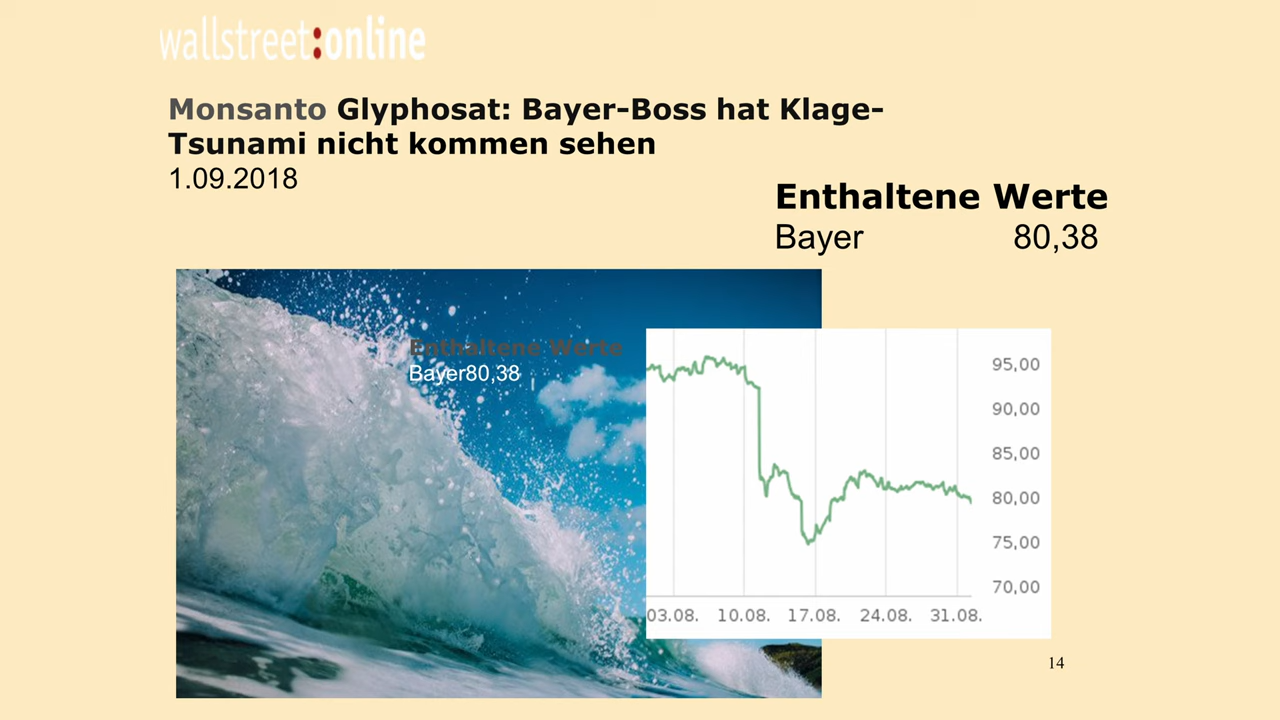 wallstreet:online
Monsanto Glyphosat: Bayer-Boss hat Klage-
Tsunami nicht kommen sehen
1.09.2018
Enthaltene Werte
Bayer 80,38
Enthaltene Werte
Bayer80,38
95,00
90,00
85,00
80,00
75,00
70,00
03.08. 10.08. 17.08. 24.08. 31.08.
14